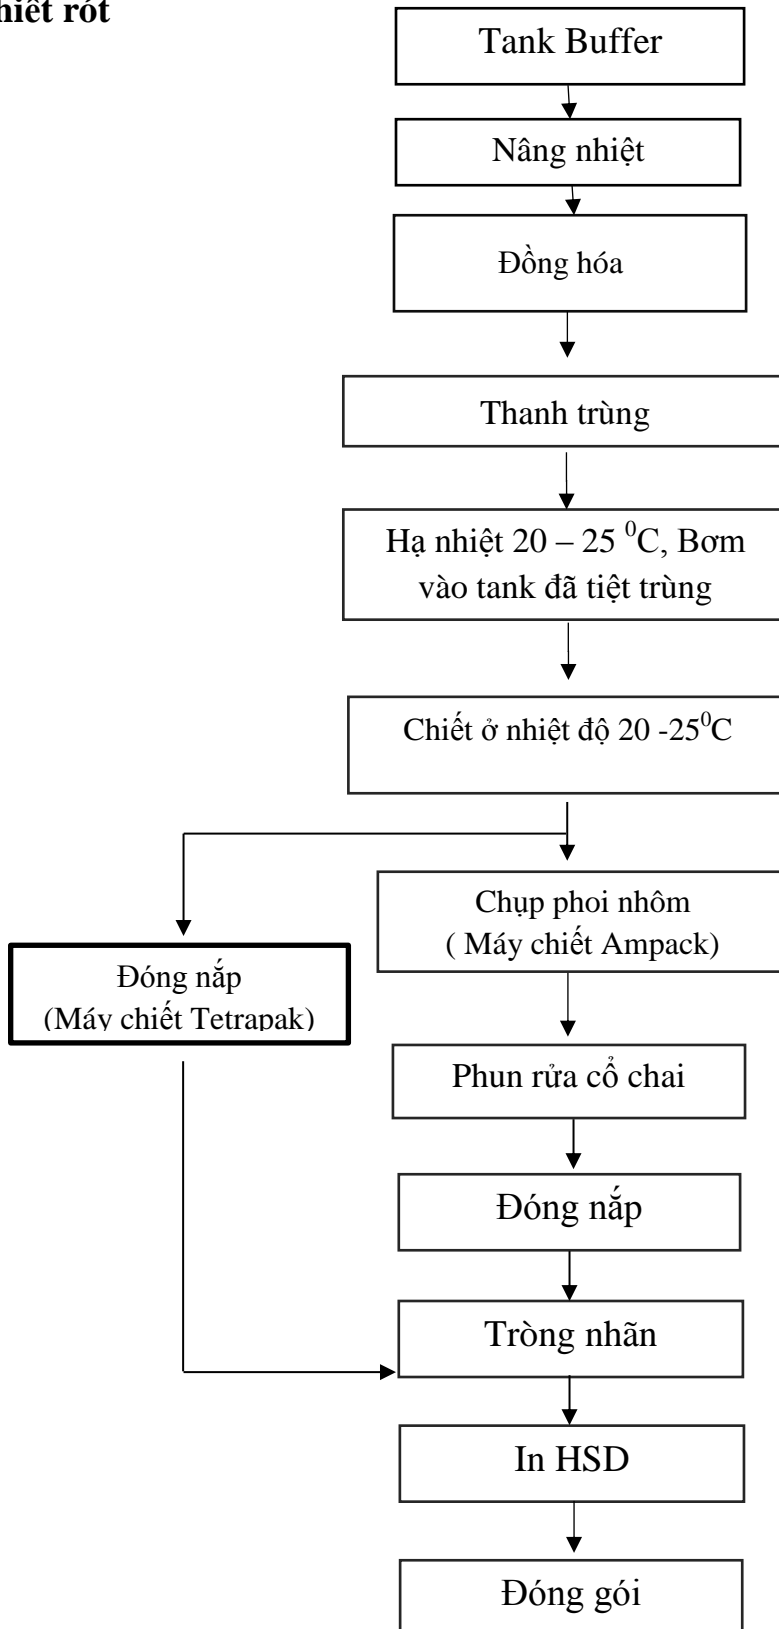 hiết rót
Tank Buffer
Nâng nhiệt
Đồng hóa
Thanh trùng
Hạ nhiệt 20 – 25 ⁰C, Bơm
vào tank đã tiệt trùng
Chiết ở nhiệt độ 20 -25⁰C
Chụp phoi nhôm
( Máy chiết Ampack)
Đóng nắp
(Máy chiết Tetrapak)
Phun rửa cổ chai
Đóng nắp
Tròng nhãn
In HSD
Đóng gói